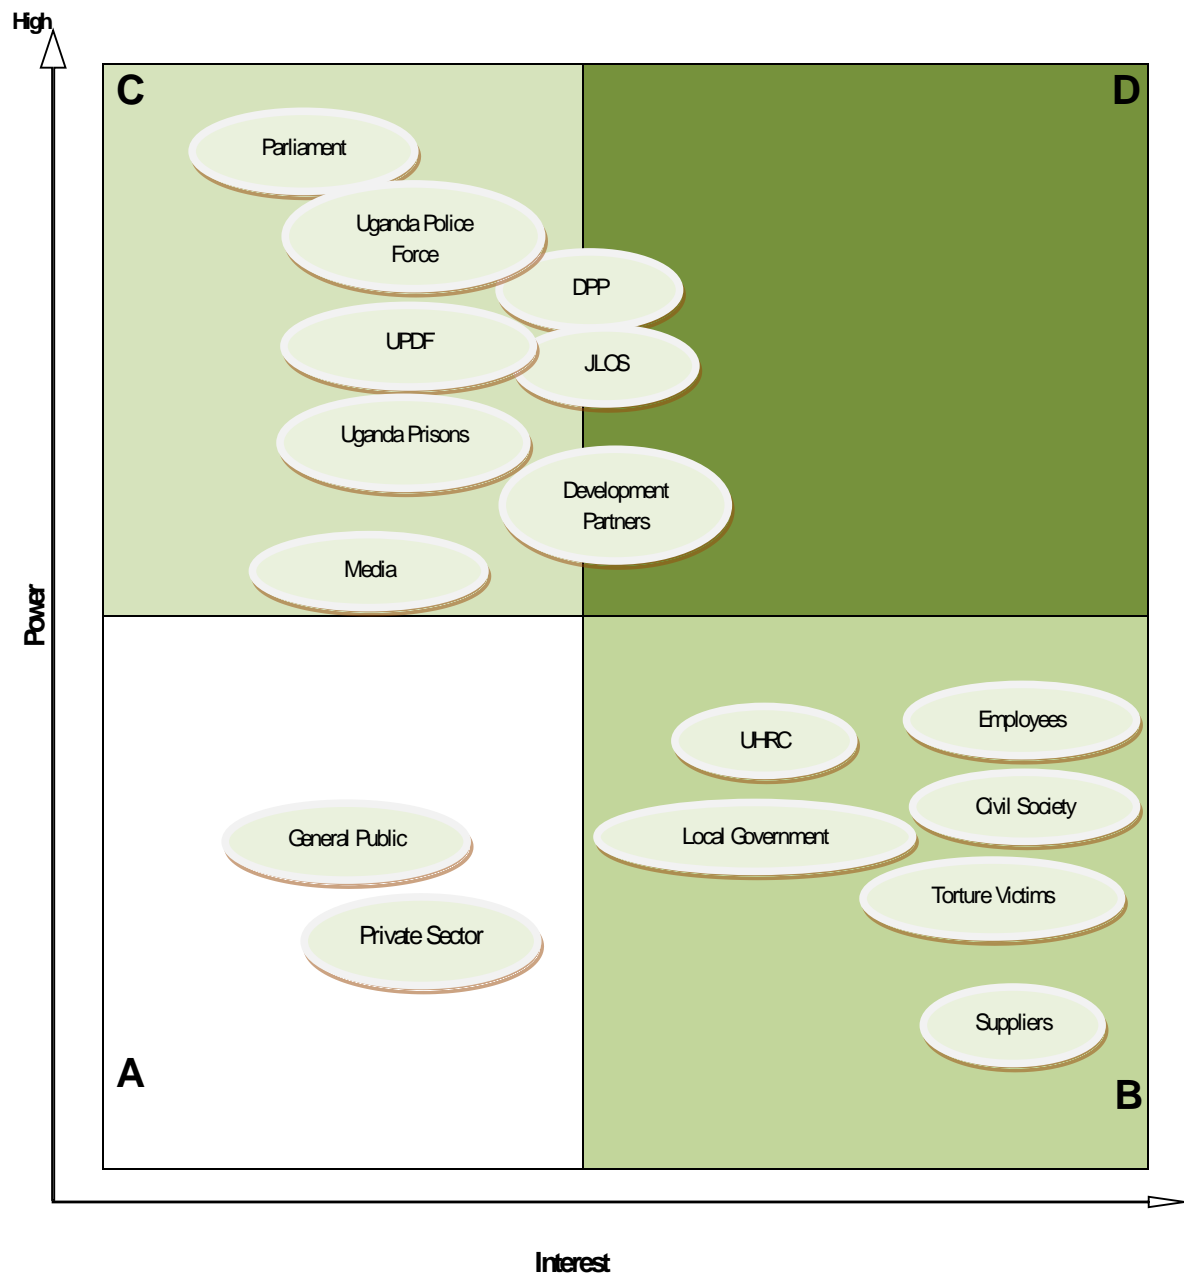 High
C
D
Parliament
Uganda Police
Force
DPP
UPDF
JLOS
Uganda Prisons
Development
Partners
Media
Power
Employees
UHRC
Civil Society
Local Government
General Public
Torture Victims
Private Sector
Suppliers
A
B
Interest